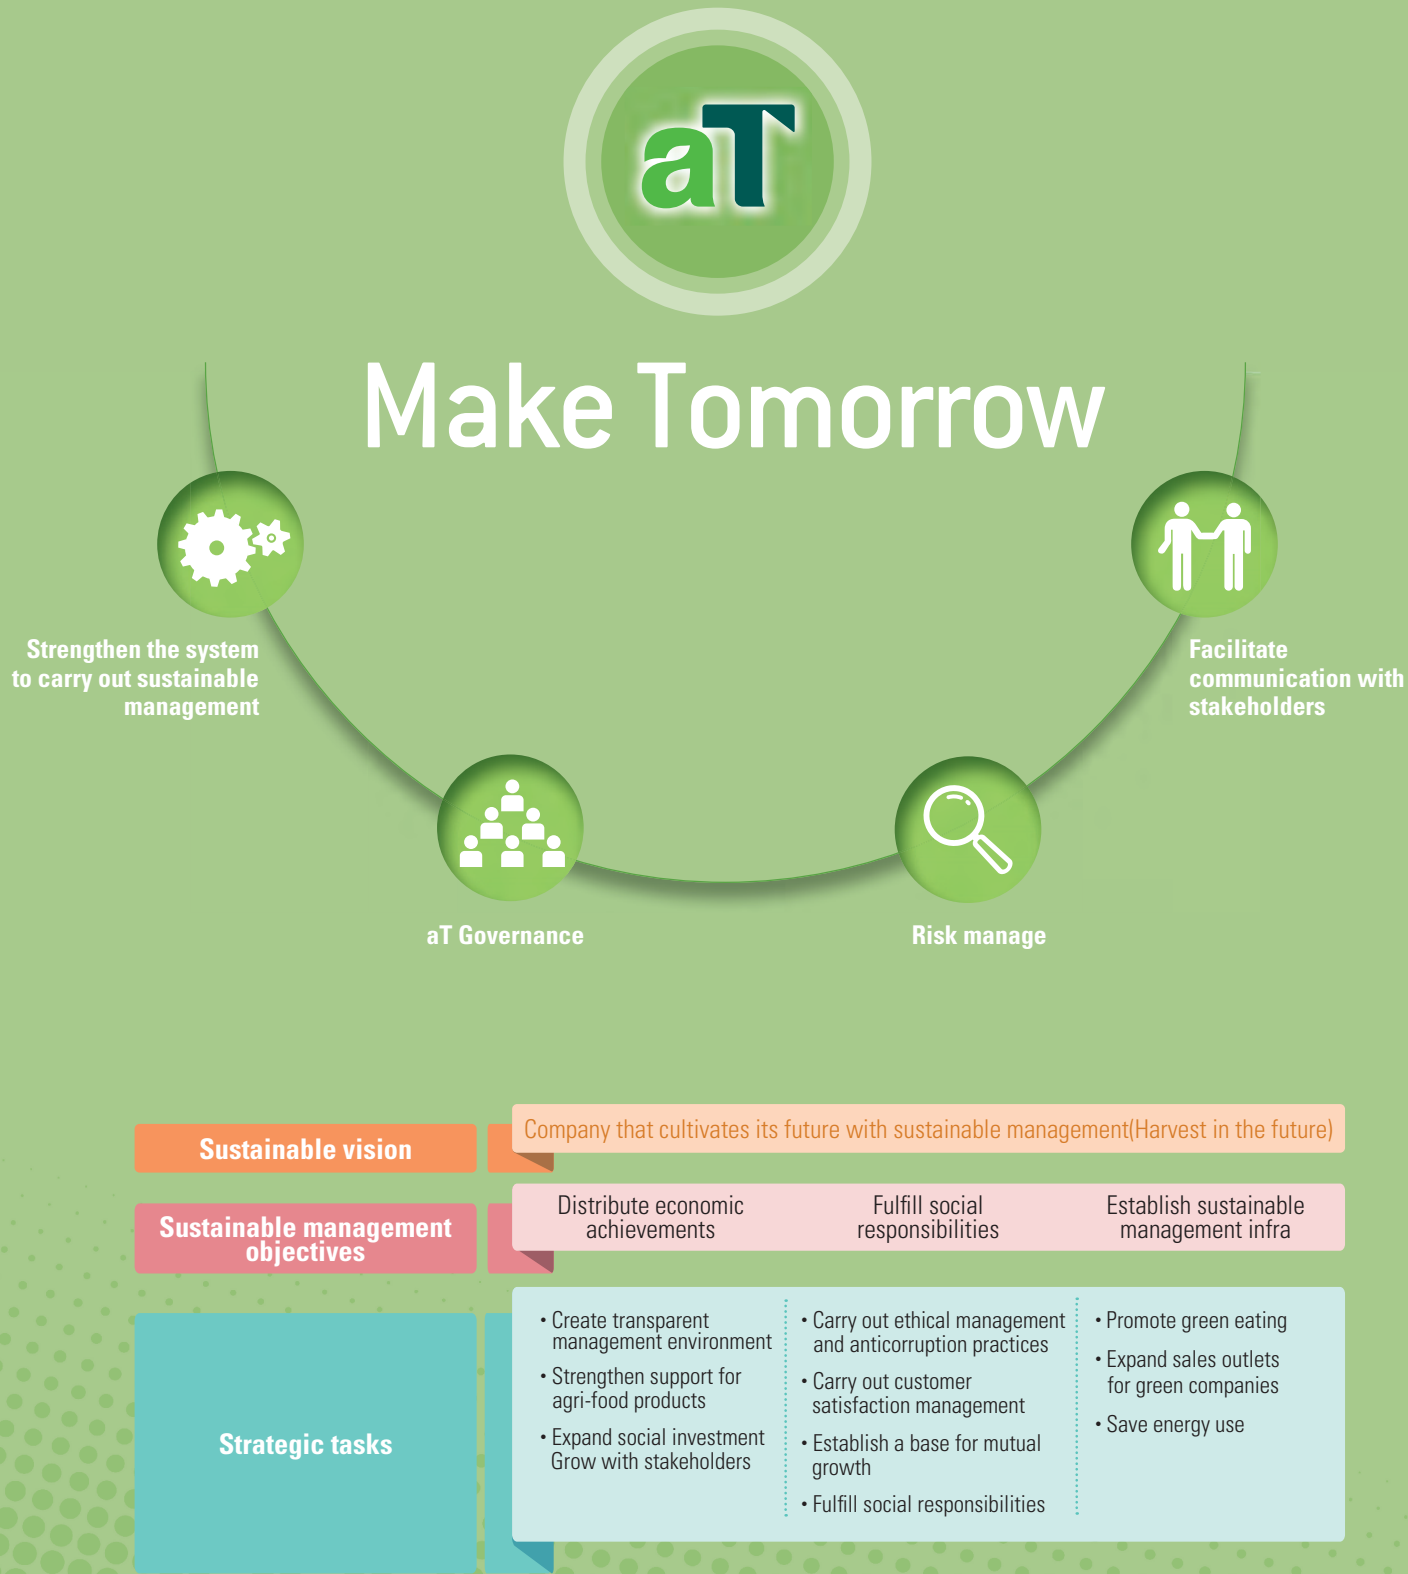 aT
Make Tomorrow
Strengthen the system
to carry out sustainable
management
Facilitate
communication with
stakeholders
aT Governance
Risk manage
Sustainable vision
Company that cultivates its future with sustainable management(Harvest in the future)
Sustainable management
objectives
Distribute economic
achievements
Fulfill social
responsibilities
Establish sustainable
management infra
Strategic tasks
• Create transparent
management environment
• Strengthen support for
agri-food products
• Expand social investment
Grow with stakeholders
• Carry out ethical management
and anticorruption practices
• Carry out customer
satisfaction management
• Establish a base for mutual
growth
• Fulfill social responsibilities
• Promote green eating
• Expand sales outlets
for green companies
• Save energy use